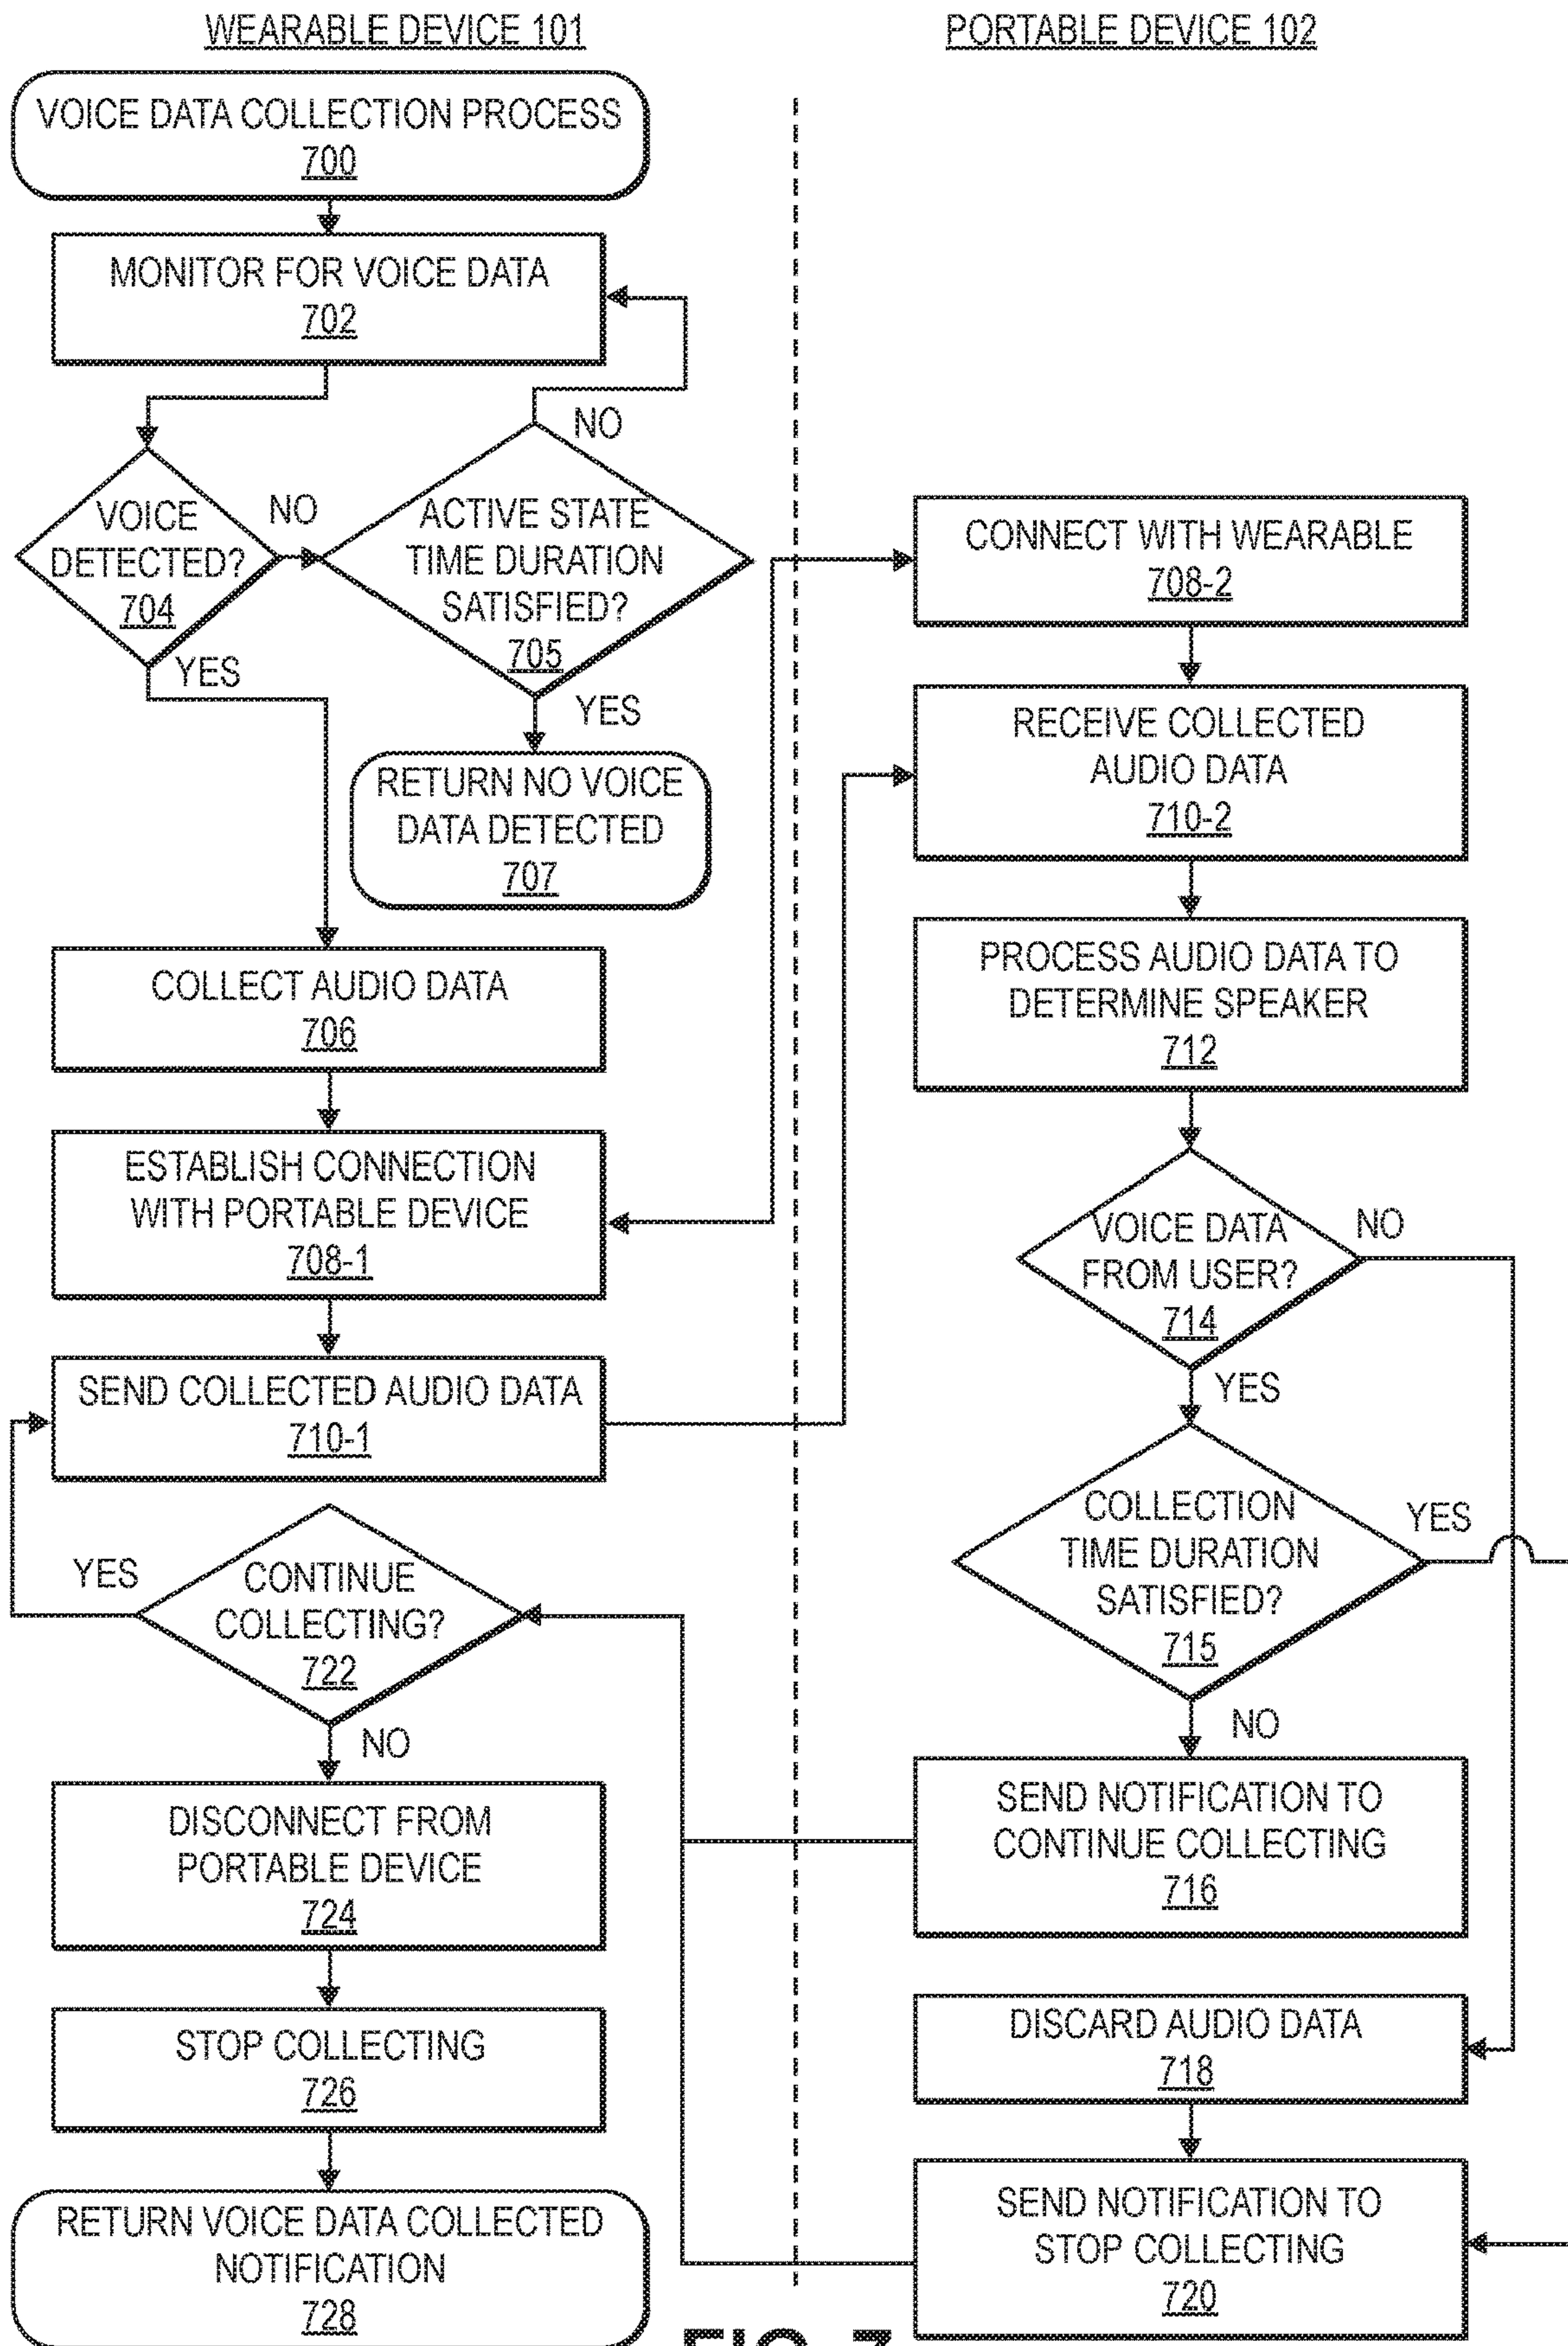 WEARABLE DEVICE 101
PORTABLE DEVICE 102
VOICE DATA COLLECTION PROCESS
700
MONITOR FOR VOICE DATA
702
VOICE
DETECTED?
704
NO
YES
ACTIVE STATE
TIME DURATION
SATISFIED?
705
NO
YES
RETURN NO VOICE
DATA DETECTED
707
COLLECT AUDIO DATA
706
ESTABLISH CONNECTION
WITH PORTABLE DEVICE
708-1
SEND COLLECTED AUDIO DATA
710-1
CONTINUE
COLLECTING?
722
YES
NO
DISCONNECT FROM
PORTABLE DEVICE
724
STOP COLLECTING
726
RETURN VOICE DATA COLLECTED
NOTIFICATION
728
CONNECT WITH WEARABLE
708-2
RECEIVE COLLECTED
AUDIO DATA
710-2
PROCESS AUDIO DATA TO
DETERMINE SPEAKER
712
VOICE DATA
FROM USER?
714
NO
YES
COLLECTION
TIME DURATION
SATISFIED?
715
YES
NO
SEND NOTIFICATION TO
CONTINUE COLLECTING
716
DISCARD AUDIO DATA
718
SEND NOTIFICATION TO
STOP COLLECTING
720
FIG. 7